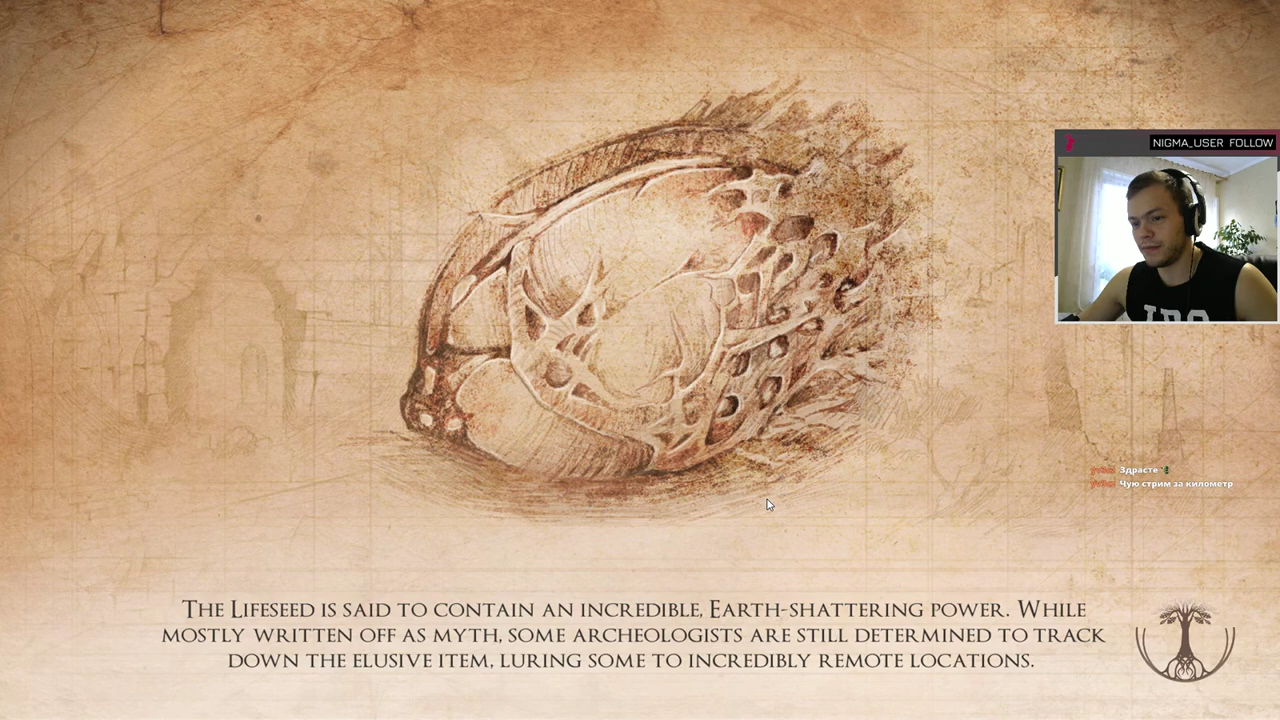 NIGMA_USER FOLLOW
Здрасте
Чую стрим за километр
THE LIFESEED IS SAID TO CONTAIN AN INCREDIBLE, EARTH-SHATTERING POWER. WHILE
MOSTLY WRITTEN OFF AS MYTH, SOME ARCHEOLOGISTS ARE STILL DETERMINED TO TRACK
DOWN THE ELUSIVE ITEM, LURING SOME TO INCREDIBLY REMOTE LOCATIONS.